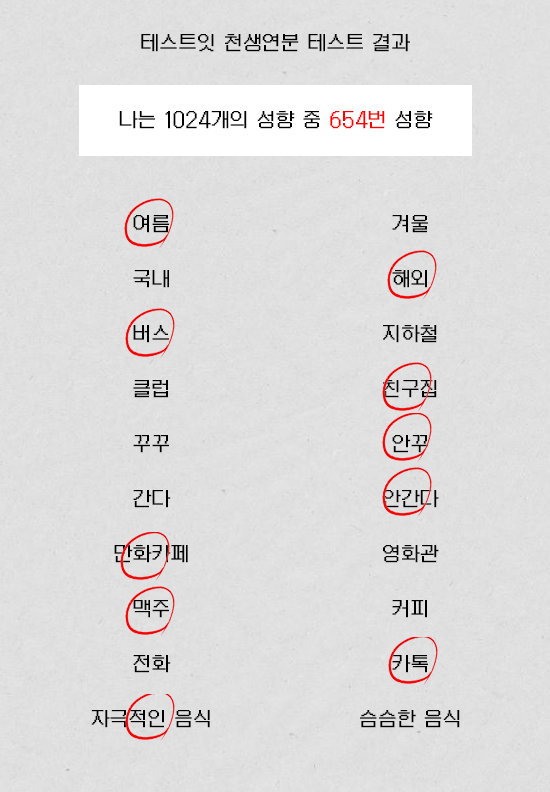 테스트잇 천생연분 테스트 결과
나는 1024개의 성향 중 654번 성향
여름 겨울
국내 해외
버스 지하철
클럽 친구집
꾸꾸 안꾸
간다 안간다
만화카페 영화관
맥주 커피
전화 카톡
자극적인 음식 슴슴한 음식